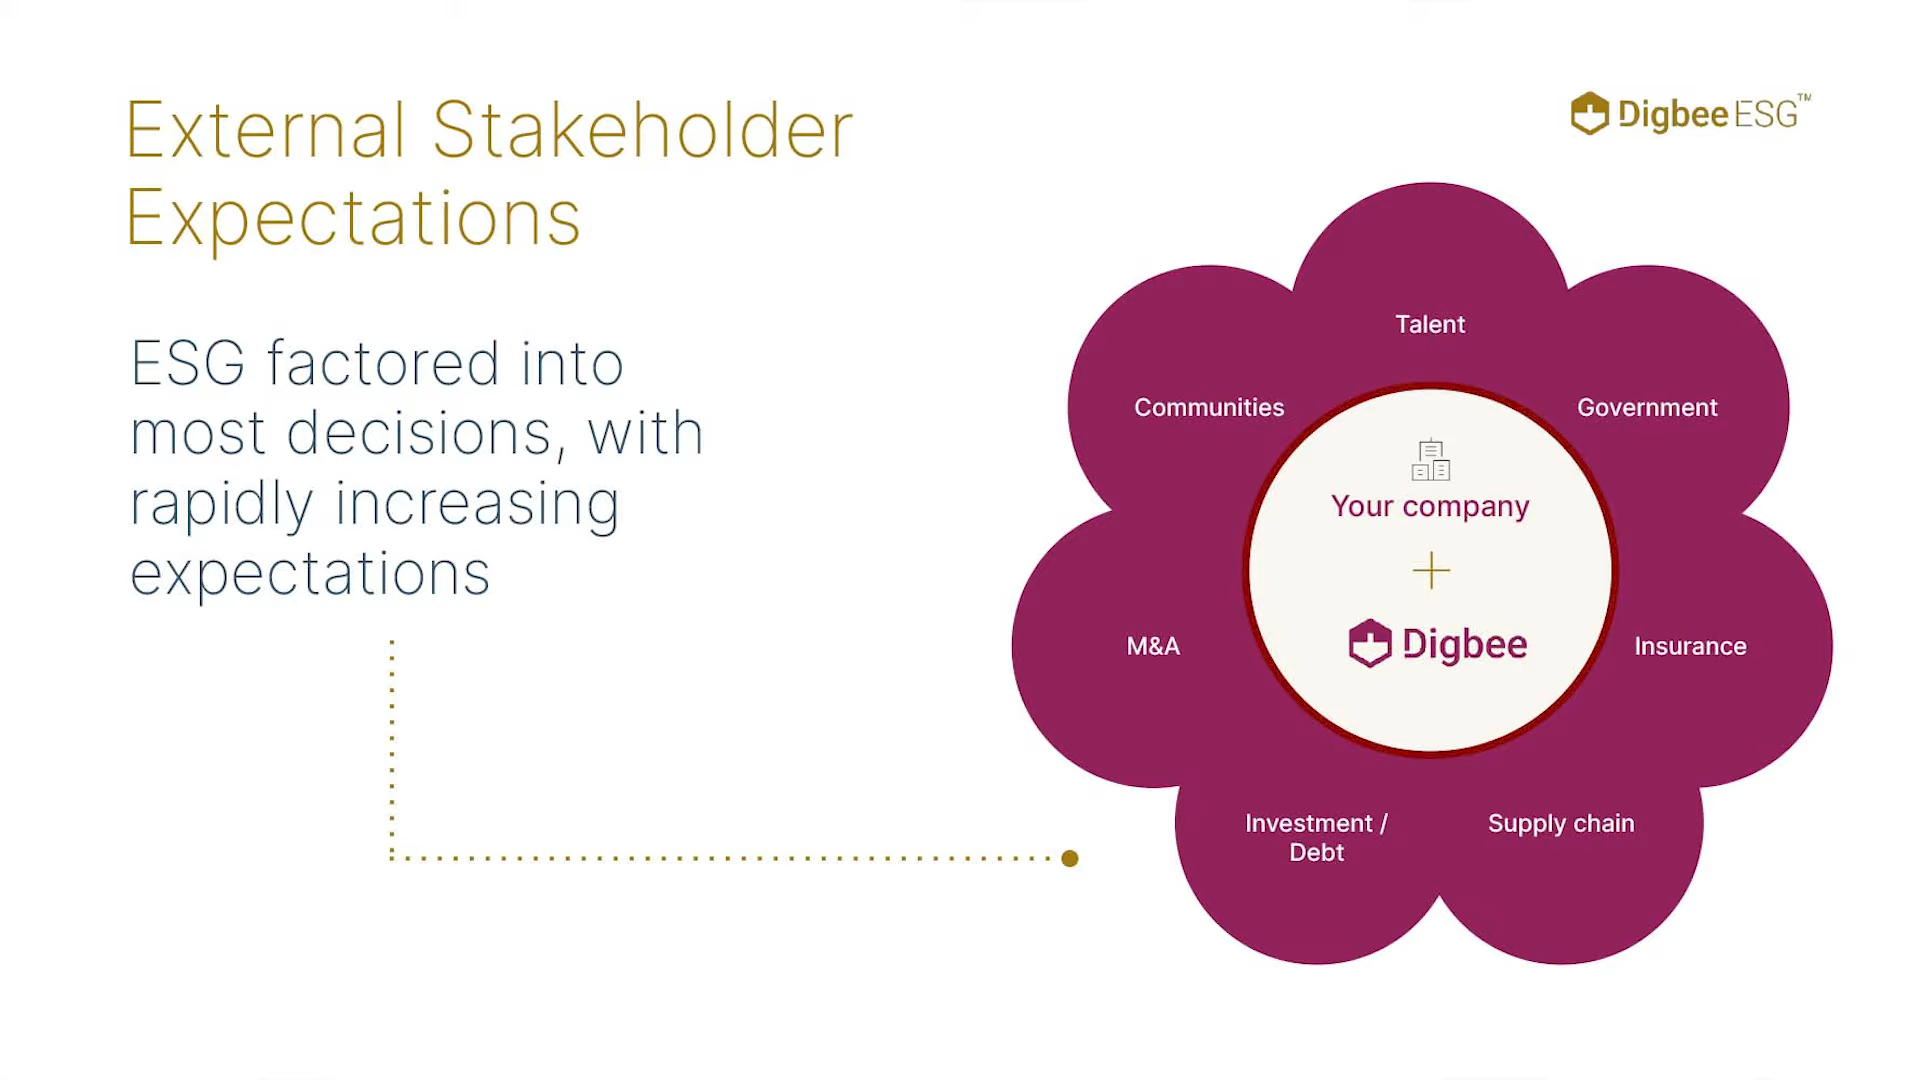 External Stakeholder
Expectations
Digbee ESG™
ESG factored into
most decisions, with
rapidly increasing
expectations
Talent
Communities
Government
Your company
Digbee
M&A
Insurance
Investment /
Debt
Supply chain